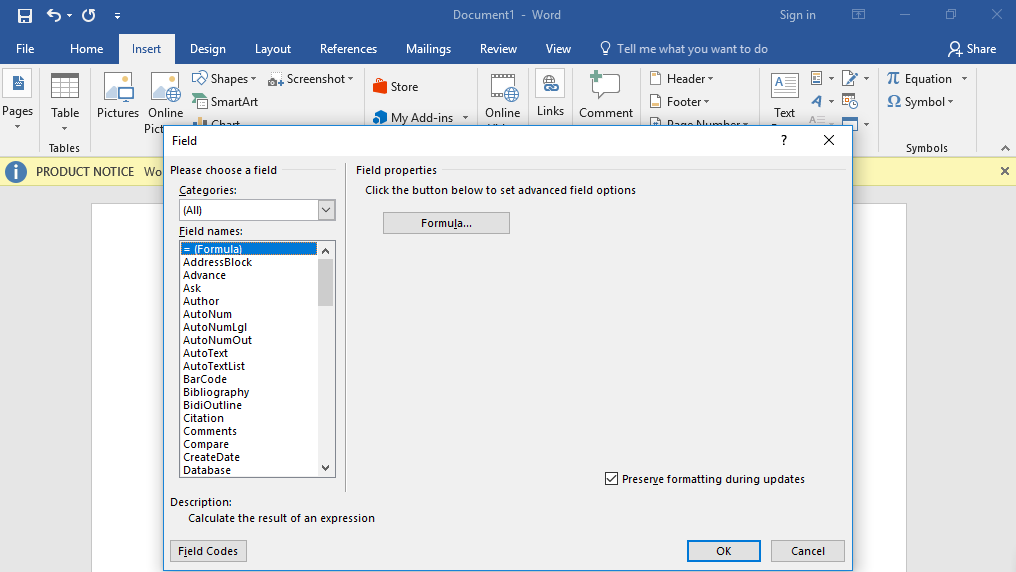 Document1 - Word
Sign in
File Home Insert Design Layout References Mailings Review View Tell me what you want to do Share
Pages
Table
Tables
Pictures
Online
Shapes
SmartArt
Chart
Screenshot
Store
My Add-ins
Online
Links
Comment
Header
Footer
Page Number
Text
Equation
Symbol
Symbols
PRODUCT NOTICE Wo
Field
?
Please choose a field
Categories:
(All)
Field names:
= (Formula)
AddressBlock
Advance
Ask
Author
AutoNum
AutoNumLgl
AutoNumOut
AutoText
AutoTextList
BarCode
Bibliography
BidiOutline
Citation
Comments
Compare
CreateDate
Database
Field properties
Click the button below to set advanced field options
Formula...
Preserve formatting during updates
Description:
Calculate the result of an expression
Field Codes
OK
Cancel